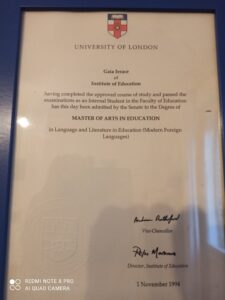 UNIVERSITY OF LONDON
Gaia Ierace
of
Institute of Education
having completed the approved course of study and passed the
examinations as an Internal Student in the Faculty of Education
has this day been admitted by the Senate to the Degree of
MASTER OF ARTS IN EDUCATION
in Language and Literature in Education (Modern Foreign
Languages)
Vice-Chancellor
Director, Institute of Education
1 November 1994
REDMI NOTE 8 PRO
AI QUAD CAMERA